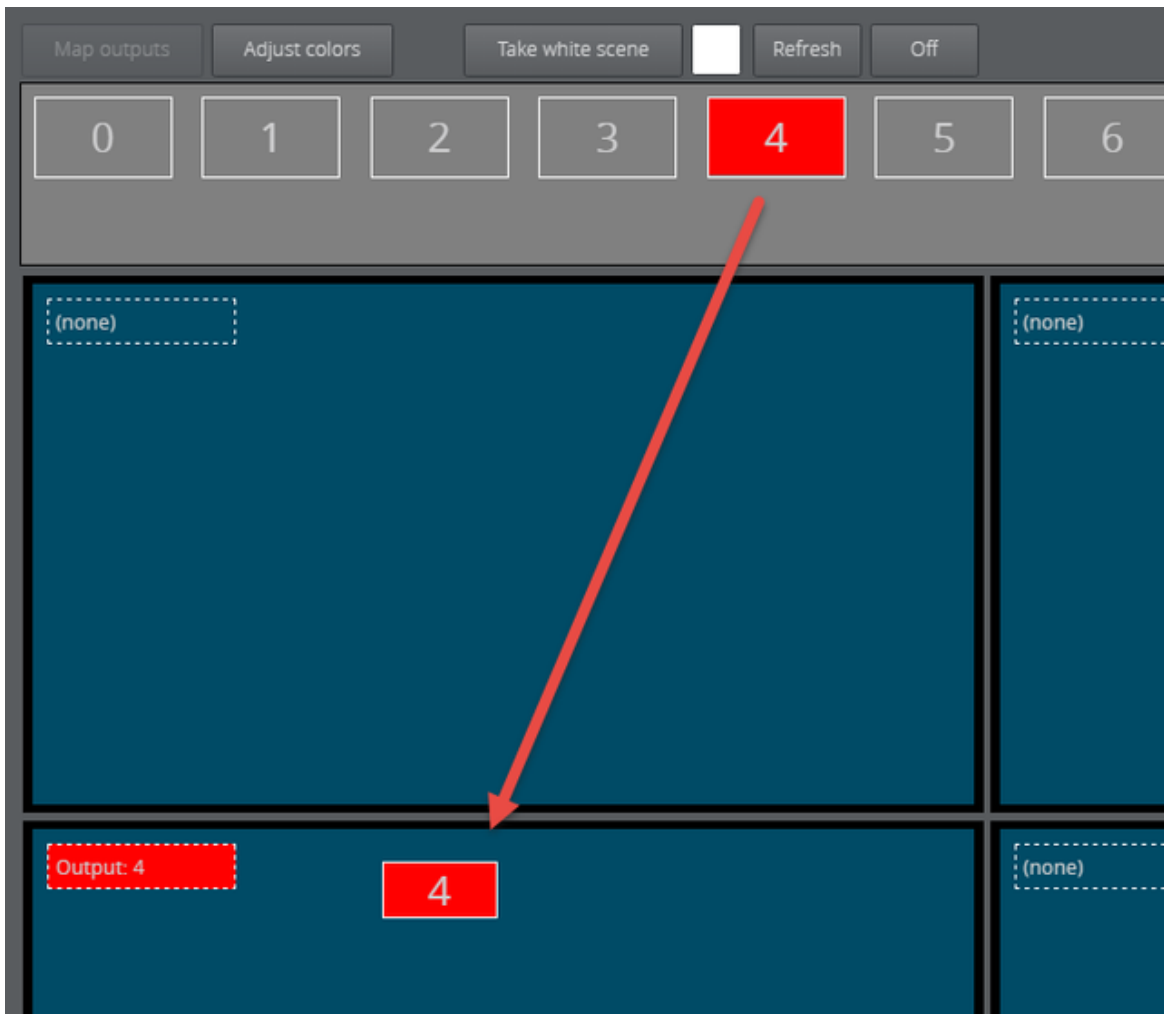 Map outputs Adjust colors Take white scene Refresh Off
0 1 2 3 4 5 6
(none) (none)
Output: 4 4 (none)